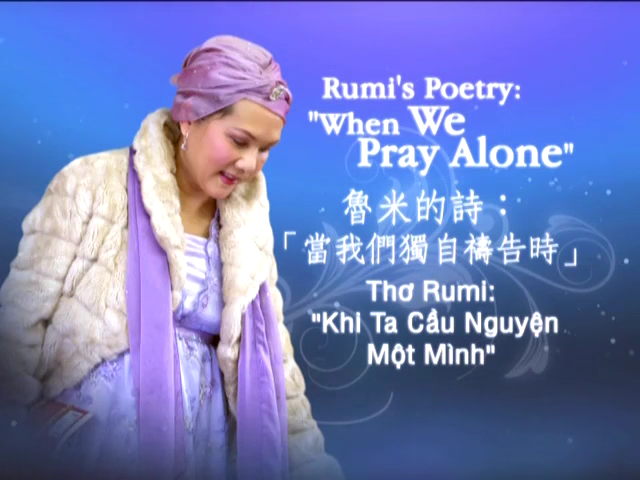 Rumi's Poetry:
"When We
Pray Alone"
魯米的詩：
「當我們獨自禱告時」
Thơ Rumi:
"Khi Ta Cầu Nguyện
Một Mình"